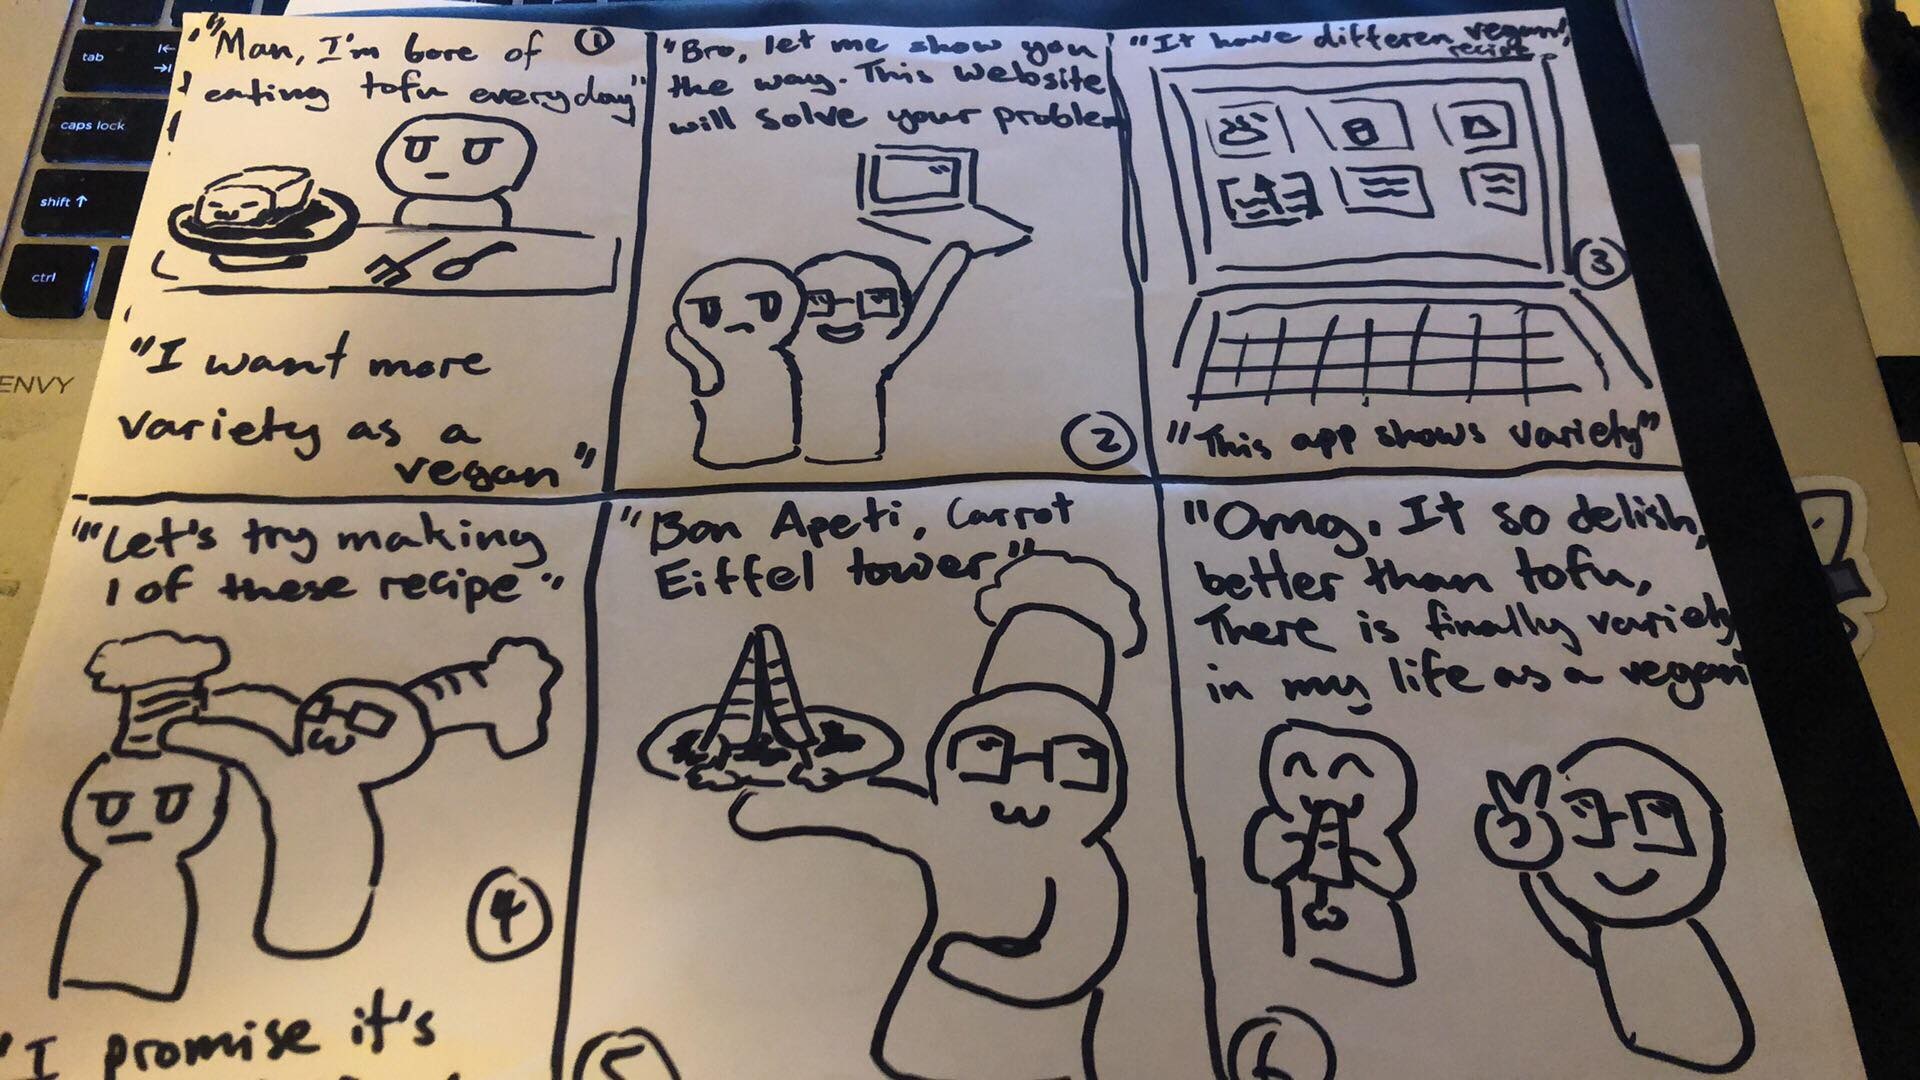 tab
caps lock
shift
ctrl
ENVY
"Man, I'm bore of
eating tofu everyday"
1
"I want more
variety as a
vegan"
"Bro, let me show you
the way. This website
will solve your problem
2
"It have differen vegan
recipe
3
"This app shows variety"
"Let's try making
1 of these recipe"
4
"I promise it's
"Bon Apeti, Carrot
Eiffel tower"
5
"Omg. It so delish,
better than tofu,
There is finally variety
in my life as a vegan"
6